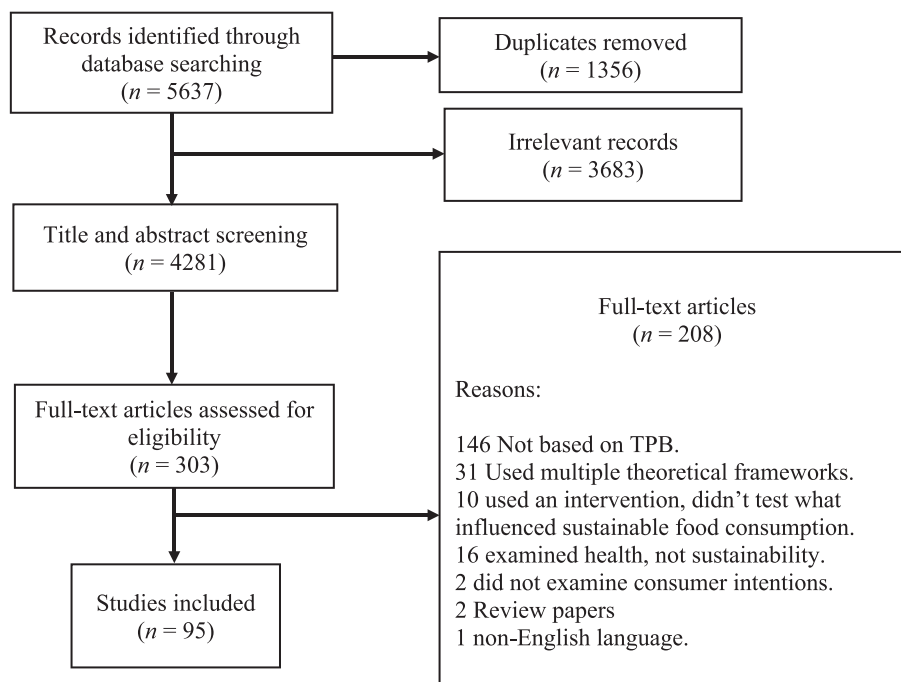 Records identified through
database searching
(n = 5637)
Duplicates removed
(n = 1356)
Irrelevant records
(n = 3683)
Title and abstract screening
(n = 4281)
Full-text articles assessed for
eligibility
(n = 303)
Full-text articles
(n = 208)
Reasons:
146 Not based on TPB.
31 Used multiple theoretical frameworks.
10 used an intervention, didn’t test what
influenced sustainable food consumption.
16 examined health, not sustainability.
2 did not examine consumer intentions.
2 Review papers
1 non-English language.
Studies included
(n = 95)